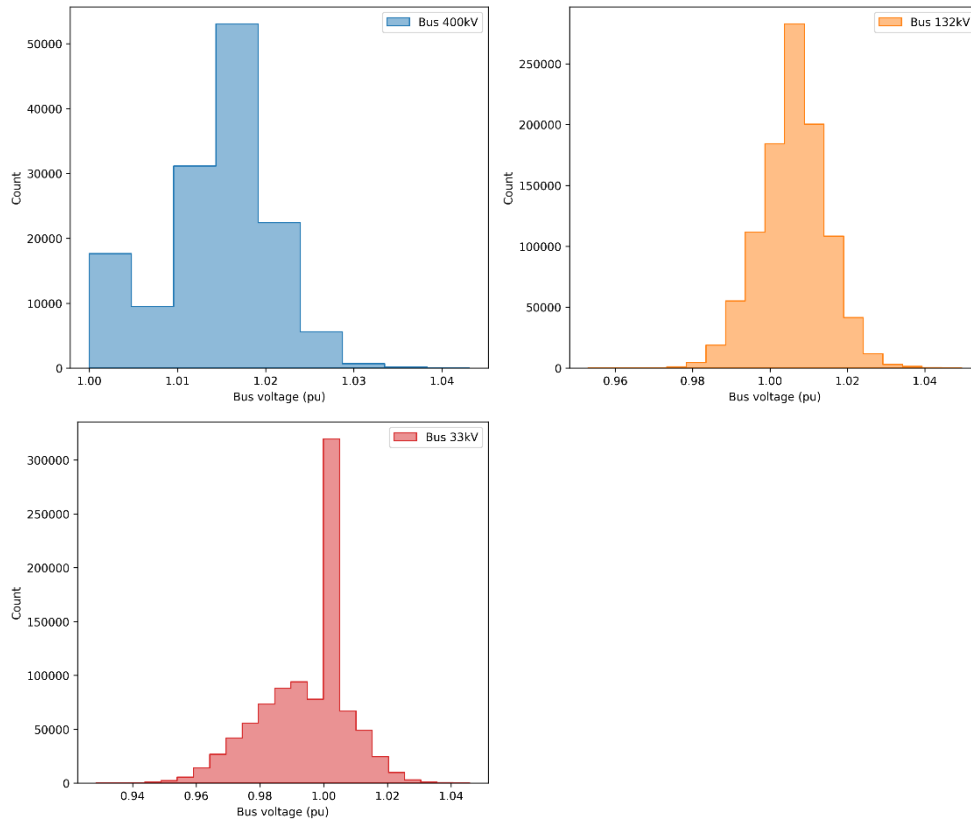 Bus 400kV
50000
40000
30000
20000
10000
0
Count
1.00 1.01 1.02 1.03 1.04
Bus voltage (pu)
Bus 132kV
250000
200000
150000
100000
50000
0
Count
0.96 0.98 1.00 1.02 1.04
Bus voltage (pu)
Bus 33kV
300000
250000
200000
150000
100000
50000
0
Count
0.94 0.96 0.98 1.00 1.02 1.04
Bus voltage (pu)